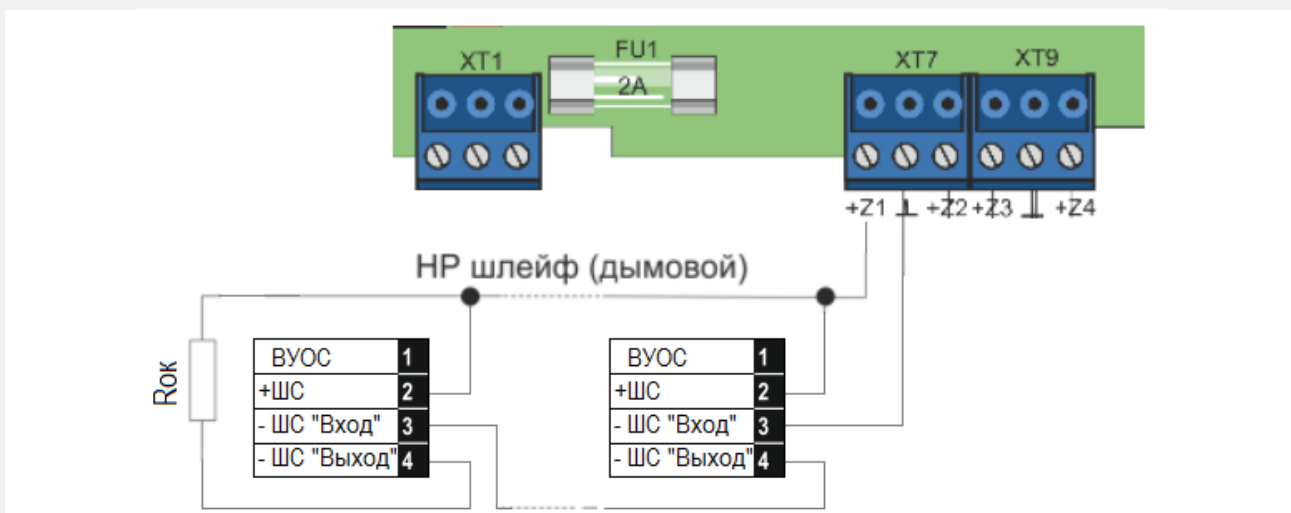 XT1
FU1
2A
XT7
XT9
+Z1 ⊥ +Z2 +Z3 ⊥ +Z4
НР шлейф (дымовой)
Rок
ВУОС 1
+ШС 2
- ШС "Вход" 3
- ШС "Выход" 4
ВУОС 1
+ШС 2
- ШС "Вход" 3
- ШС "Выход" 4